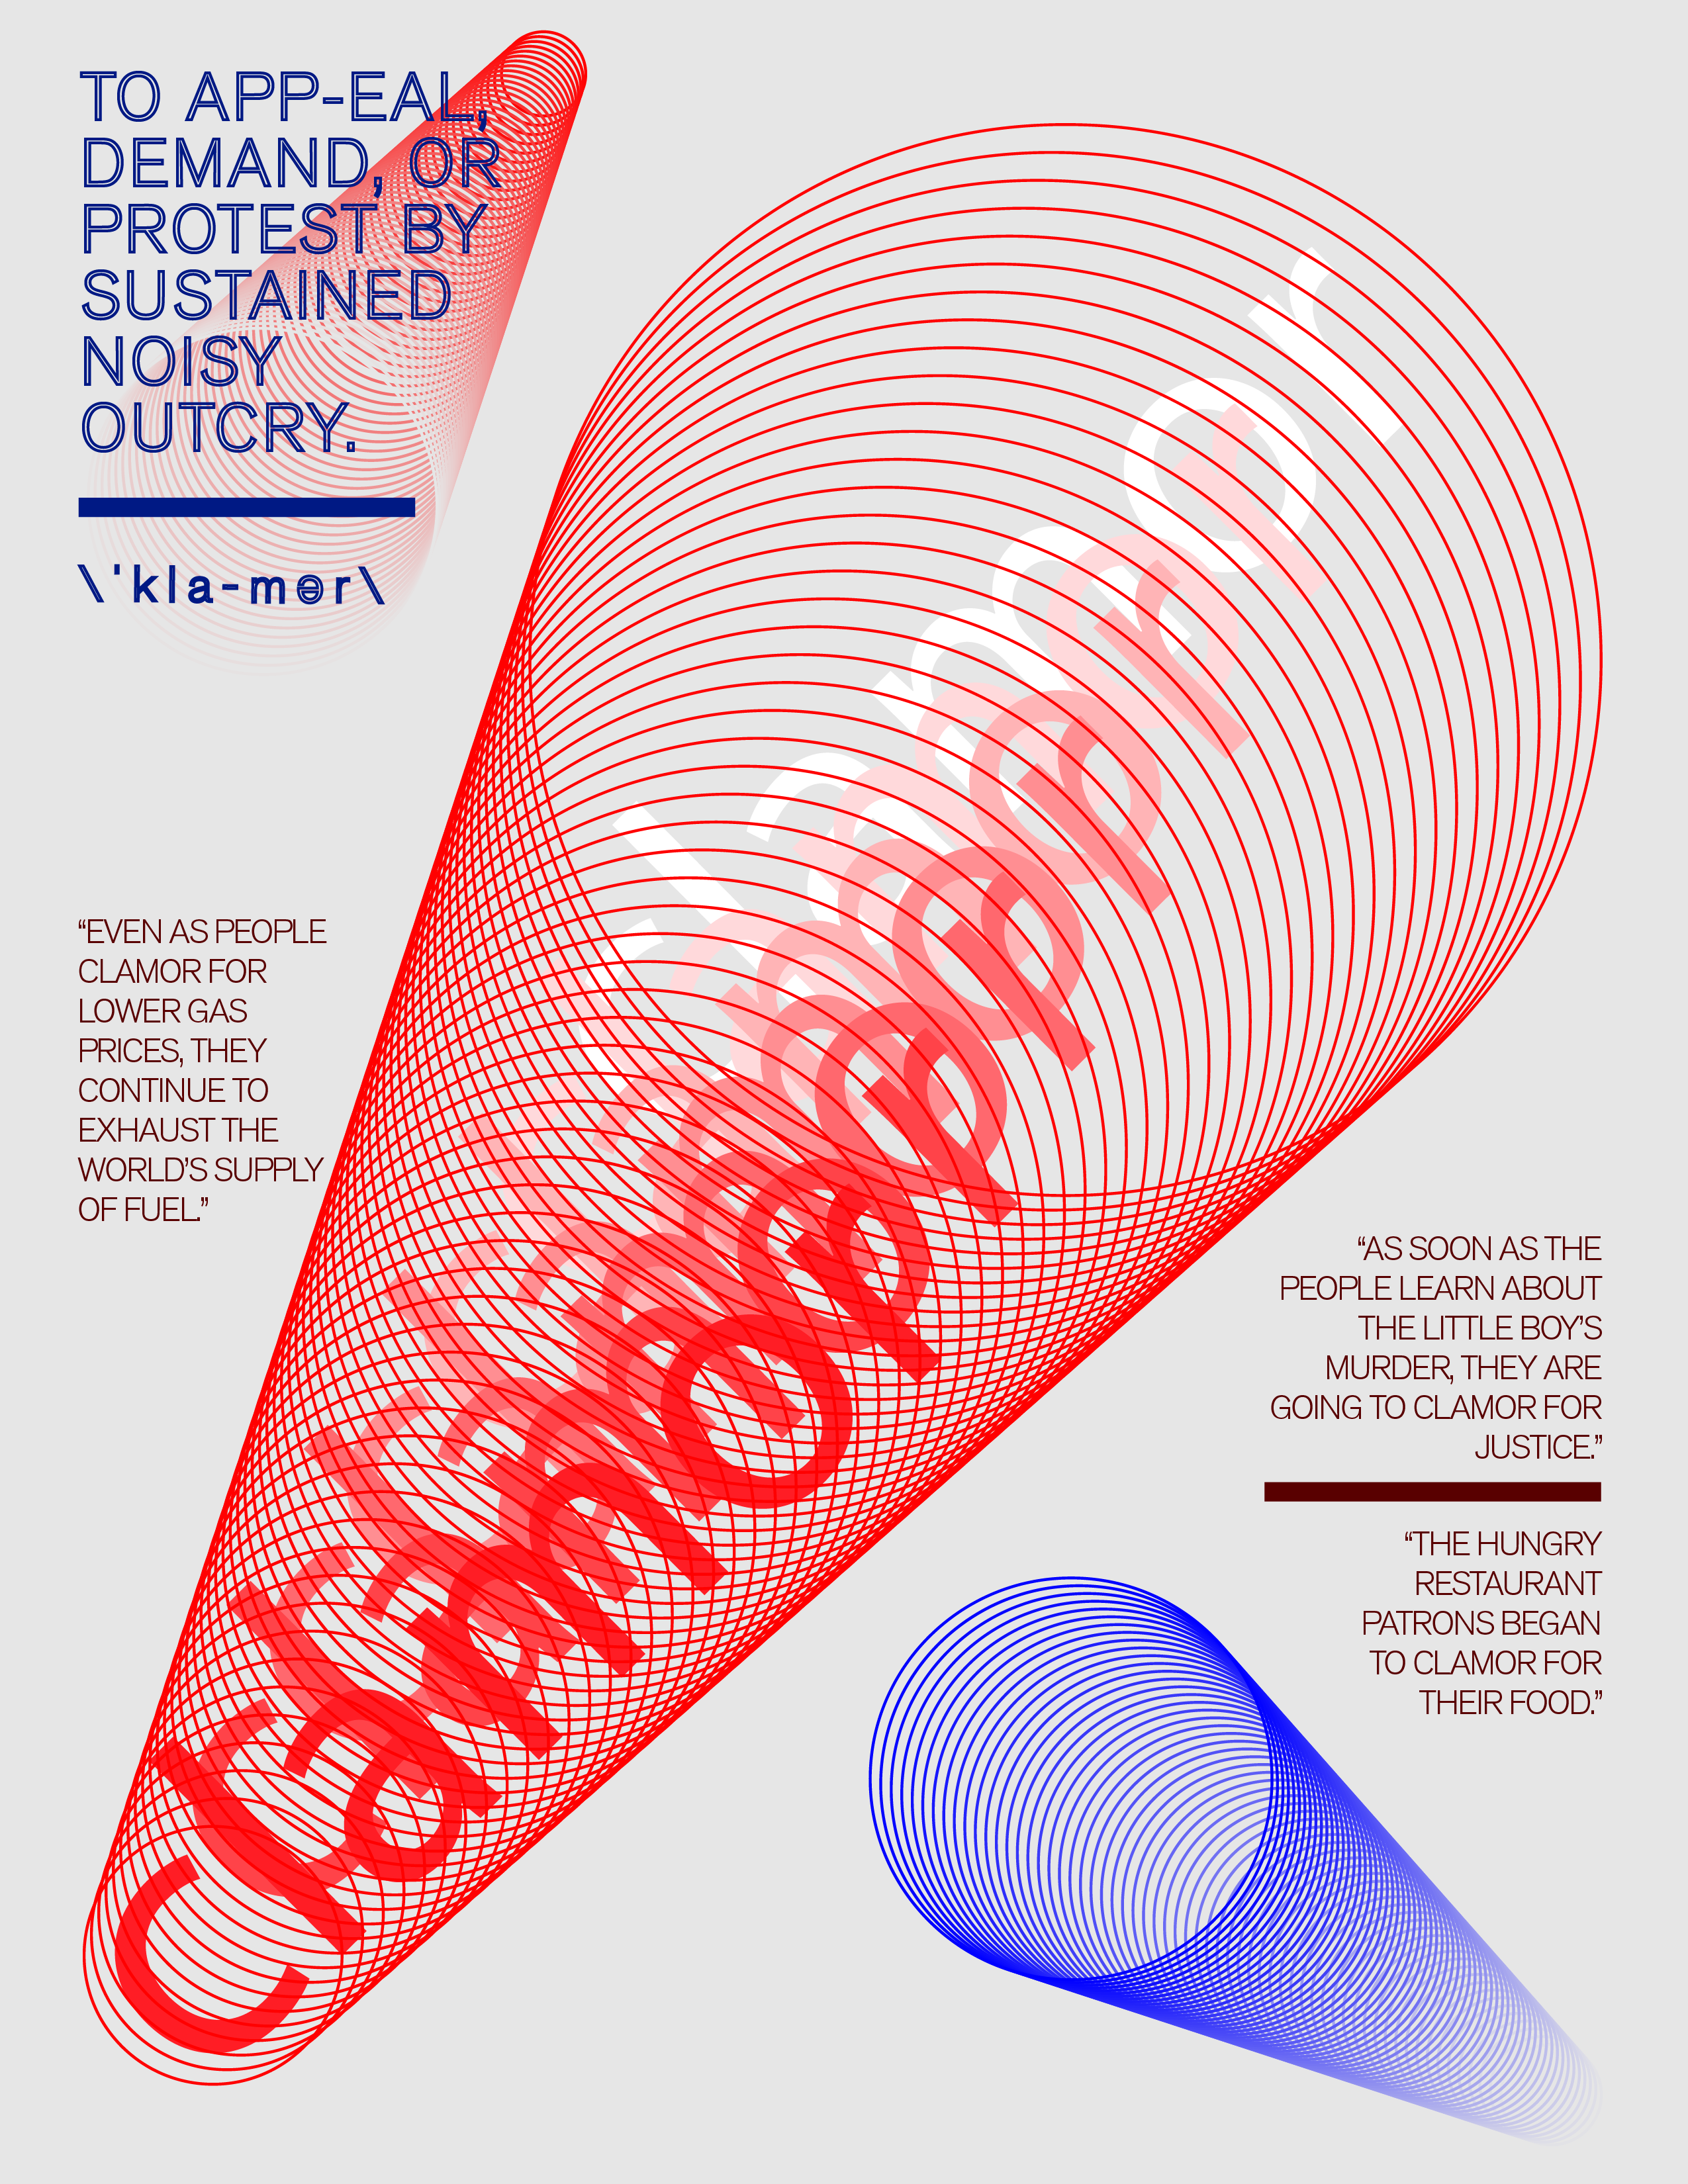 TO APP-EAL,
DEMAND, OR
PROTEST BY
SUSTAINED
NOISY
OUTCRY.
\ˈkla-mər\
Clamor
“EVEN AS PEOPLE
CLAMOR FOR
LOWER GAS
PRICES, THEY
CONTINUE TO
EXHAUST THE
WORLD’S SUPPLY
OF FUEL.”
“AS SOON AS THE
PEOPLE LEARN ABOUT
THE LITTLE BOY’S
MURDER, THEY ARE
GOING TO CLAMOR FOR
JUSTICE.”
“THE HUNGRY
RESTAURANT
PATRONS BEGAN
TO CLAMOR FOR
THEIR FOOD.”